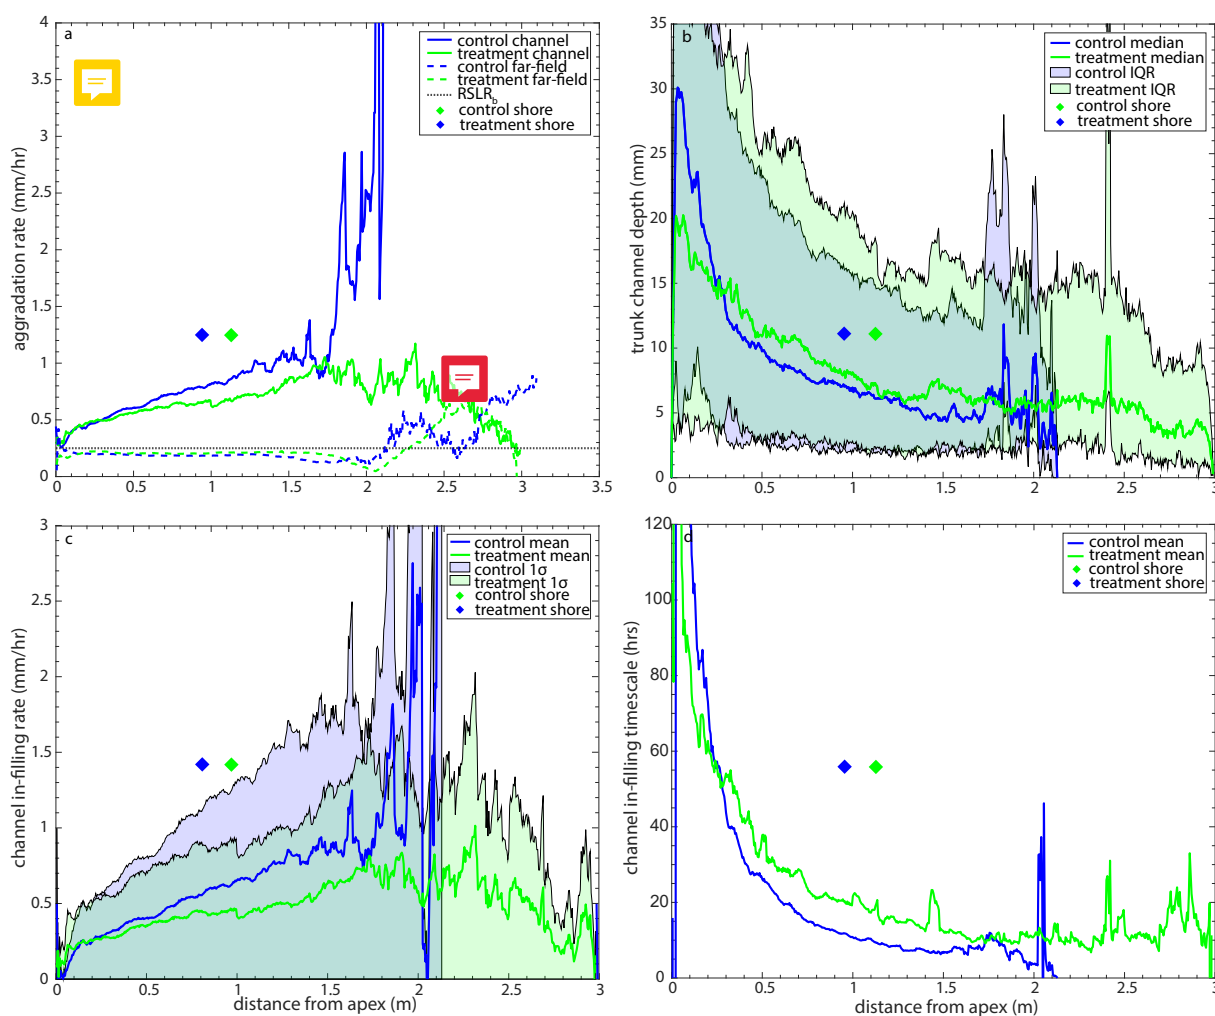 a
control channel
treatment channel
control far-field
treatment far-field
RSLRb
control shore
treatment shore
aggradation rate (mm/hr)
4
3.5
3
2.5
2
1.5
1
0.5
0
0 0.5 1 1.5 2 2.5 3 3.5
b
control median
treatment median
control IQR
treatment IQR
control shore
treatment shore
trunk channel depth (mm)
35
30
25
20
15
10
5
0
0 0.5 1 1.5 2 2.5 3
c
control mean
treatment mean
control 1σ
treatment 1σ
control shore
treatment shore
channel in-filling rate (mm/hr)
3
2.5
2
1.5
1
0.5
0
0 0.5 1 1.5 2 2.5 3
distance from apex (m)
d
control mean
treatment mean
control shore
treatment shore
channel in-filling timescale (hrs)
120
100
80
60
40
20
0
0 0.5 1 1.5 2 2.5 3
distance from apex (m)